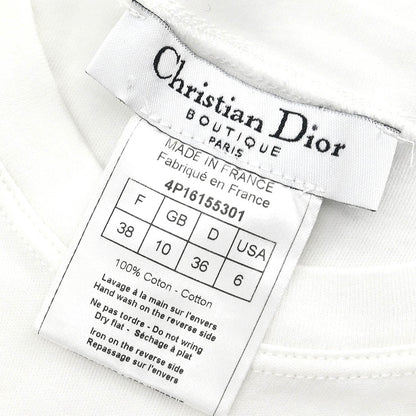 Christian Dior
BOUTIQUE
PARIS
MADE IN FRANCE
Fabriqué en France
4P16155301
F GB D USA
38 10 36 6
100% Coton - Cotton
Lavage à la main sur l'envers
Hand wash on the reverse side
Ne pas tordre - Do not wring
Dry flat - Séchage à plat
Iron on the reverse side
Repassage sur l'envers